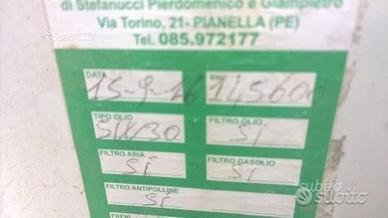 di Stefanucci Pierdomenico e Giampietro
Via Torino, 21- PIANELLA (PE)
Tel. 085.972177
DATA KM
15-9-16 145600
TIPO OLIO FILTRO OLIO
5W30 SI
FILTRO ARIA FILTRO GASOLIO
SI SI
FILTRO ANTIPOLLINE
SI
subito subito